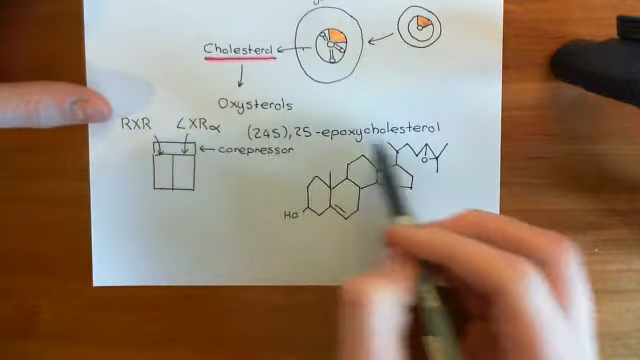 Cholesterol
Oxysterols
RXR LXRα
(24S),25-epoxycholesterol
corepressor
O
HO